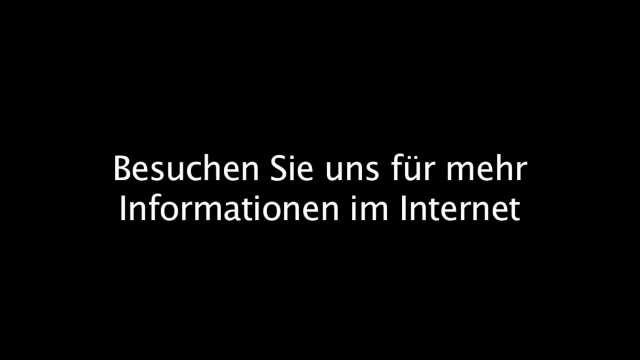 Besuchen Sie uns für mehr
Informationen im Internet